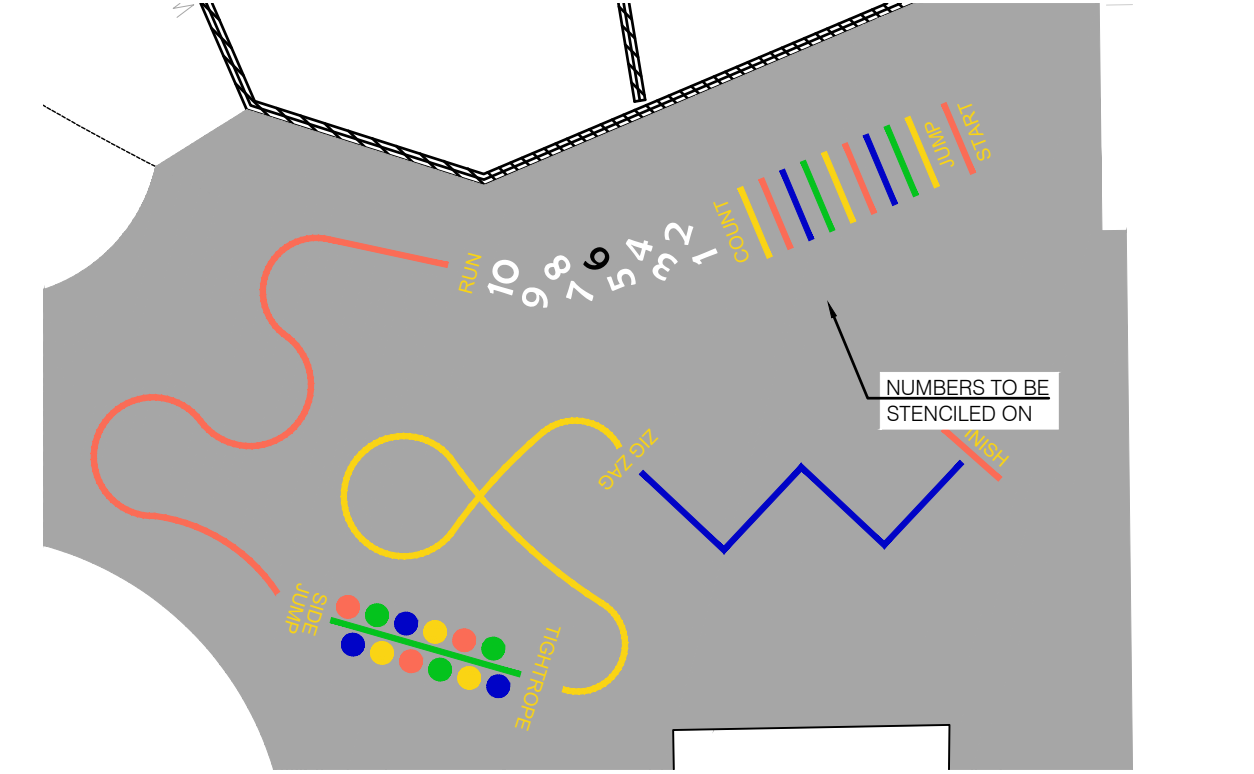 START
JUMP
COUNT
1
2
3
4
5
6
7
8
9
10
RUN
SIDE
JUMP
TIGHTROPE
ZIG ZAG
INISH
NUMBERS TO BE
STENCILED ON